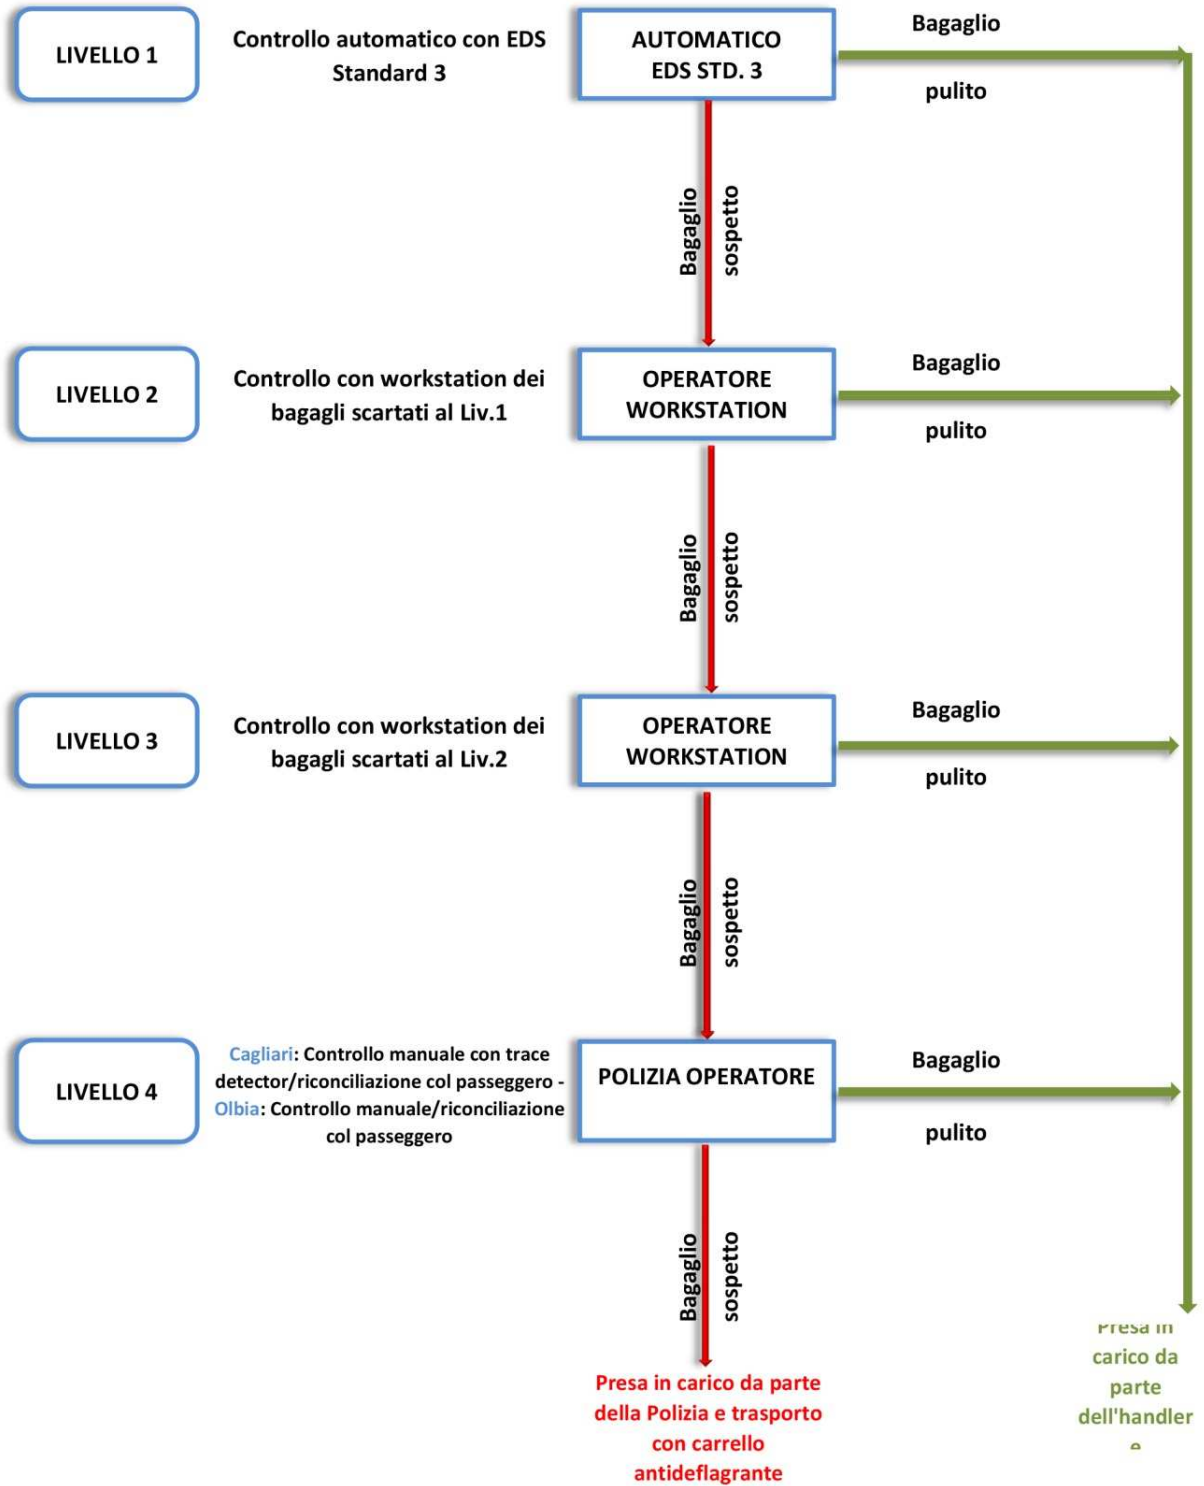 LIVELLO 1
Controllo automatico con EDS
Standard 3
AUTOMATICO
EDS STD. 3
Bagaglio
pulito
Bagaglio
sospetto
LIVELLO 2
Controllo con workstation dei
bagagli scartati al Liv.1
OPERATORE
WORKSTATION
Bagaglio
pulito
Bagaglio
sospetto
LIVELLO 3
Controllo con workstation dei
bagagli scartati al Liv.2
OPERATORE
WORKSTATION
Bagaglio
pulito
Bagaglio
sospetto
LIVELLO 4
Cagliari: Controllo manuale con trace
detector/riconciliazione col passeggero -
Olbia: Controllo manuale/riconciliazione
col passeggero
POLIZIA OPERATORE
Bagaglio
pulito
Bagaglio
sospetto
Presa in carico da parte
della Polizia e trasporto
con carrello
antideflagrante
Presa in
carico da
parte
dell'handler
e